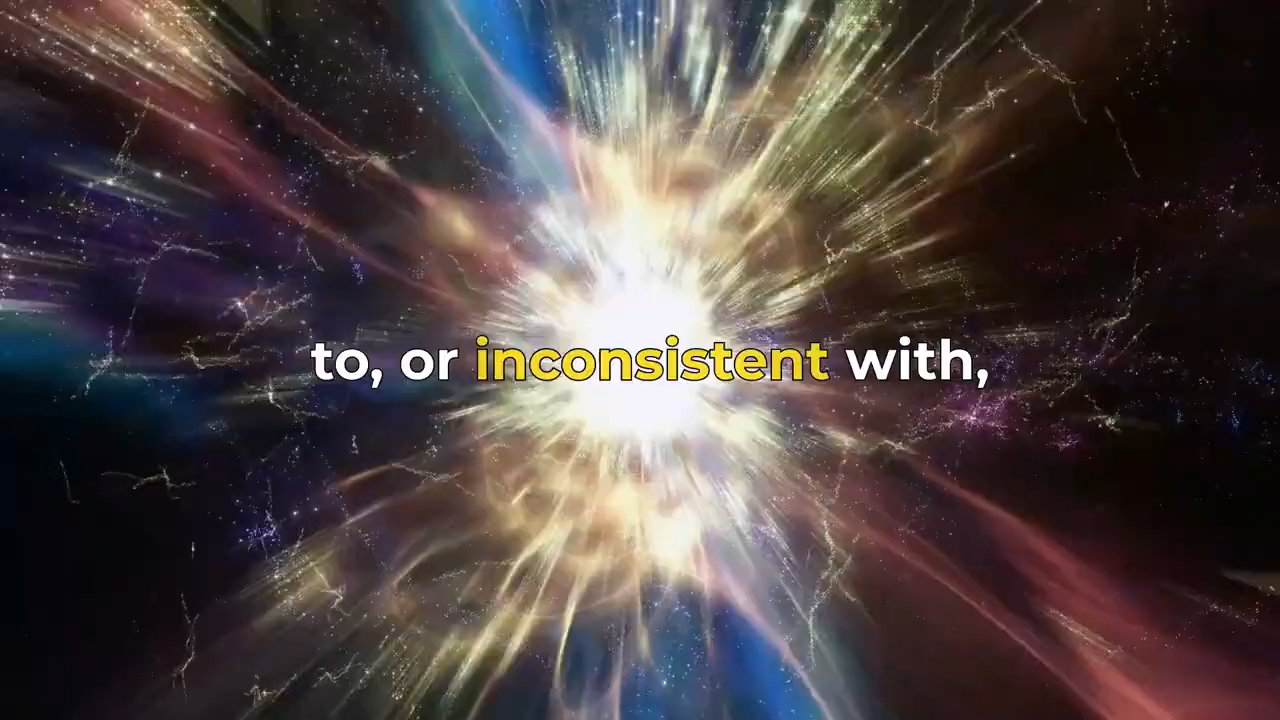 to, or inconsistent with,